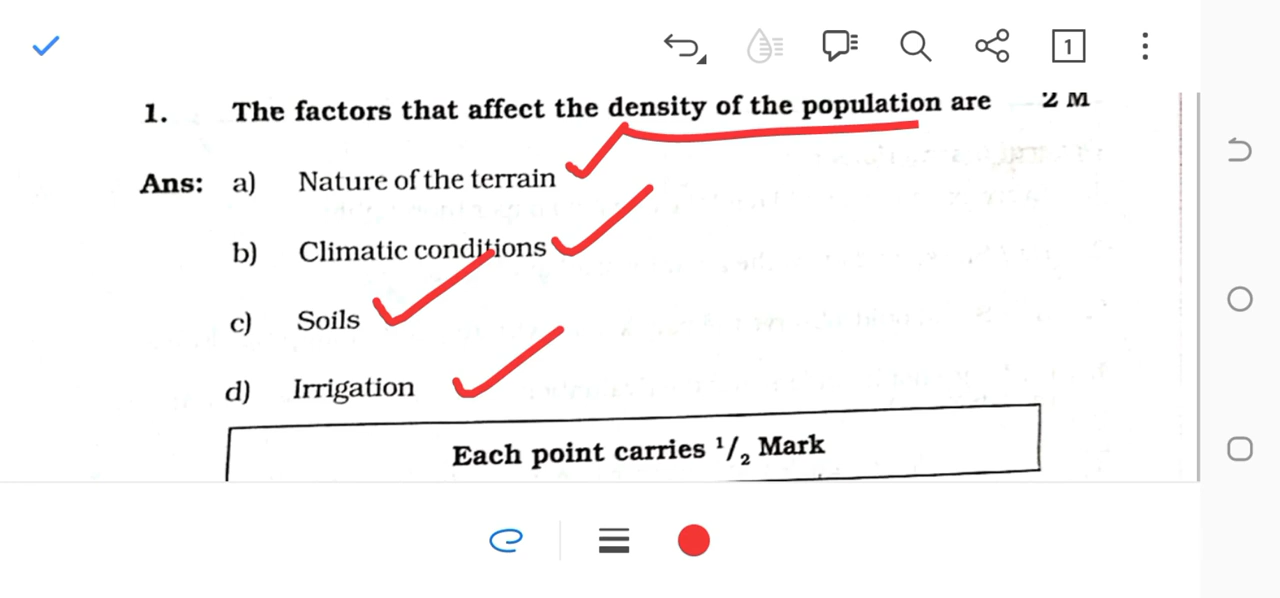 1
1. The factors that affect the density of the population are 2 M
Ans: a) Nature of the terrain
b) Climatic conditions
c) Soils
d) Irrigation
Each point carries 1/2 Mark